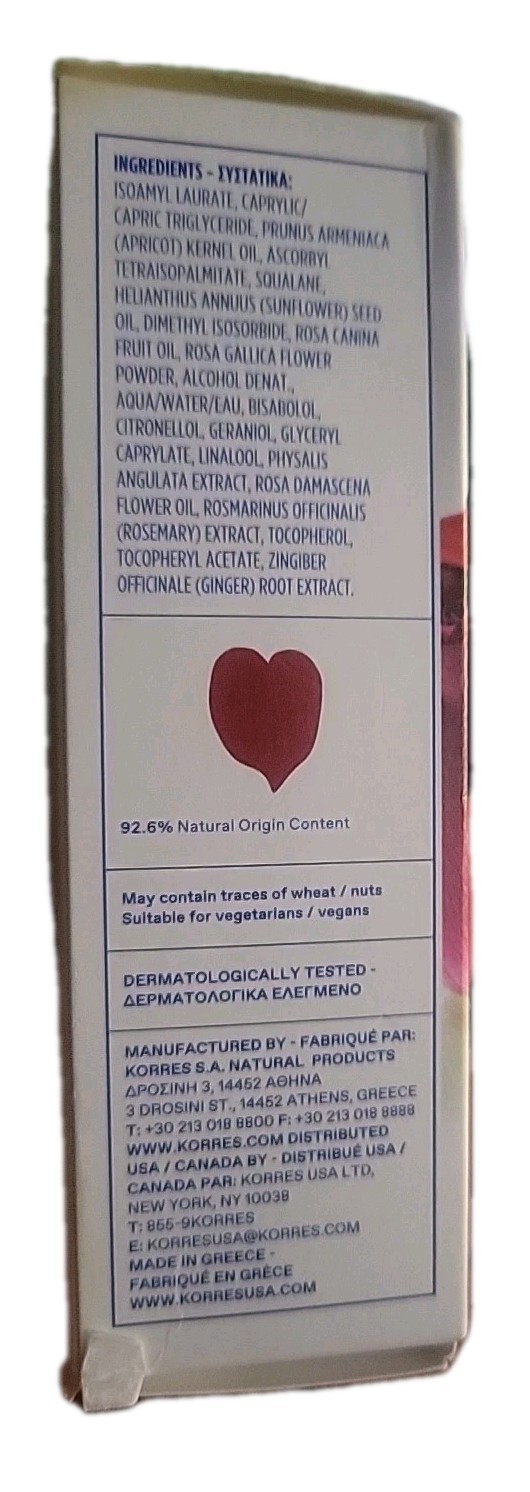 INGREDIENTS - ΣΥΣΤΑΤΙΚΑ:
ISOAMYL LAURATE, CAPRYLIC/
CAPRIC TRIGLYCERIDE, PRUNUS ARMENIACA
(APRICOT) KERNEL OIL, ASCORBYL
TETRAISOPALMITATE, SQUALANE,
HELIANTHUS ANNUUS (SUNFLOWER) SEED
OIL, DIMETHYL ISOSORBIDE, ROSA CANINA
FRUIT OIL, ROSA GALLICA FLOWER
POWDER, ALCOHOL DENAT.,
AQUA/WATER/EAU, BISABOLOL,
CITRONELLOL, GERANIOL, GLYCERYL
CAPRYLATE, LINALOOL, PHYSALIS
ANGULATA EXTRACT, ROSA DAMASCENA
FLOWER OIL, ROSMARINUS OFFICINALIS
(ROSEMARY) EXTRACT, TOCOPHEROL,
TOCOPHERYL ACETATE, ZINGIBER
OFFICINALE (GINGER) ROOT EXTRACT.
92.6% Natural Origin Content
May contain traces of wheat / nuts
Suitable for vegetarians / vegans
DERMATOLOGICALLY TESTED -
ΔΕΡΜΑΤΟΛΟΓΙΚΑ ΕΛΕΓΜΕΝΟ
MANUFACTURED BY - FABRIQUÉ PAR:
KORRES S.A. NATURAL PRODUCTS
ΔΡΟΣΙΝΗ 3, 14452 ΑΘΗΝΑ
3 DROSINI ST., 14452 ATHENS, GREECE
T: +30 213 018 8800 F: +30 213 018 8888
WWW.KORRES.COM DISTRIBUTED
USA / CANADA BY - DISTRIBUÉ USA /
CANADA PAR: KORRES USA LTD,
NEW YORK, NY 10038
T: 855-9KORRES
E: KORRESUSA@KORRES.COM
MADE IN GREECE -
FABRIQUÉ EN GRÈCE
WWW.KORRESUSA.COM